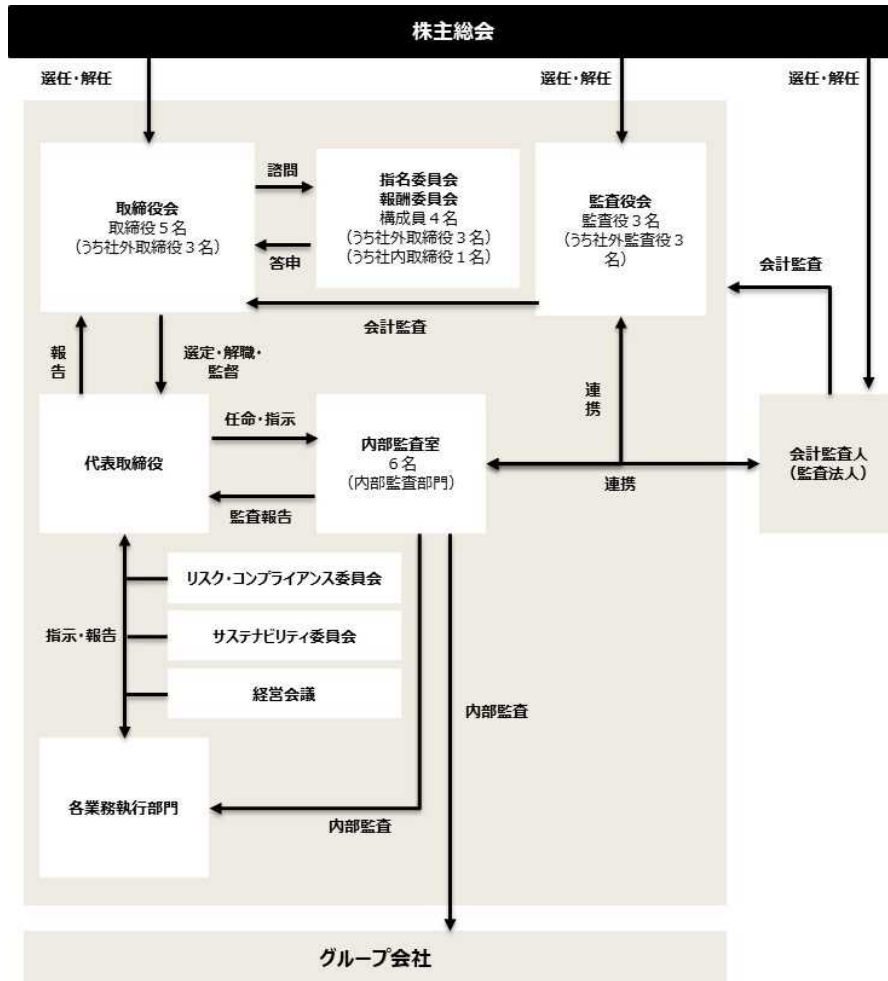 株主総会
選任・解任
選任・解任
選任・解任
取締役会
取締役5名
（うち社外取締役3名）
諮問
答申
指名委員会
報酬委員会
構成員4名
（うち社外取締役3名）
（うち社内取締役1名）
監査役会
監査役3名
（うち社外監査役3
名）
会計監査
会計監査
報
告
選定・解職・
監督
連
携
代表取締役
任命・指示
監査報告
内部監査室
6名
（内部監査部門）
連携
会計監査人
（監査法人）
リスク・コンプライアンス委員会
指示・報告
サステナビリティ委員会
経営会議
内部監査
各業務執行部門
内部監査
グループ会社